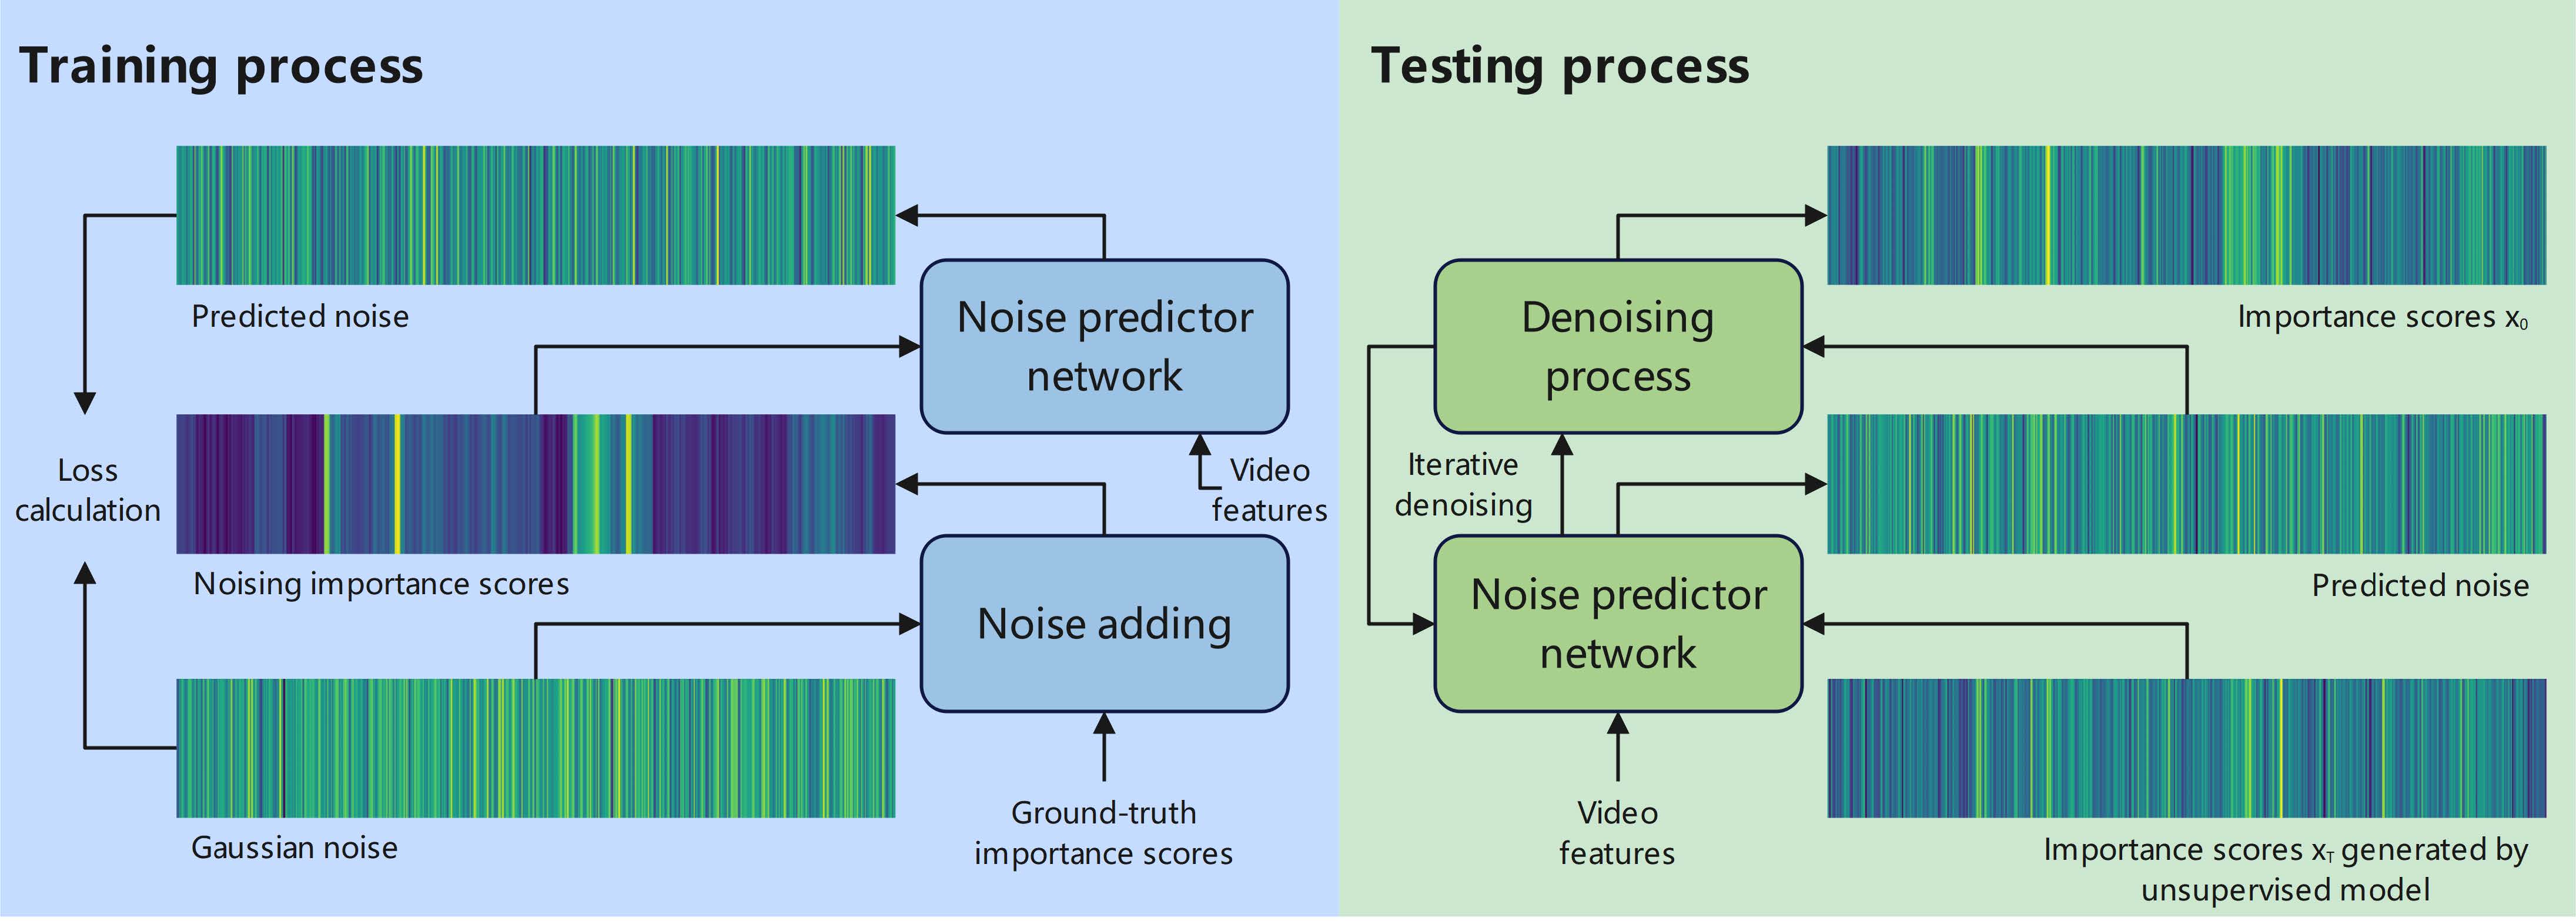 Training process
Predicted noise
Noise predictor
network
Loss
calculation
Video
features
Noising importance scores
Noise adding
Gaussian noise
Ground-truth
importance scores
Testing process
Denoising
process
Importance scores x₀
Iterative
denoising
Noise predictor
network
Predicted noise
Video
features
Importance scores x_T generated by
unsupervised model